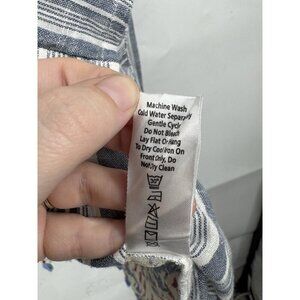 Machine Wash
Cold Water Separately
Gentle Cycle
Do Not Bleach
Lay Flat Or Hang
To Dry Cool Iron On
Front Only, Do
Not Dry Clean